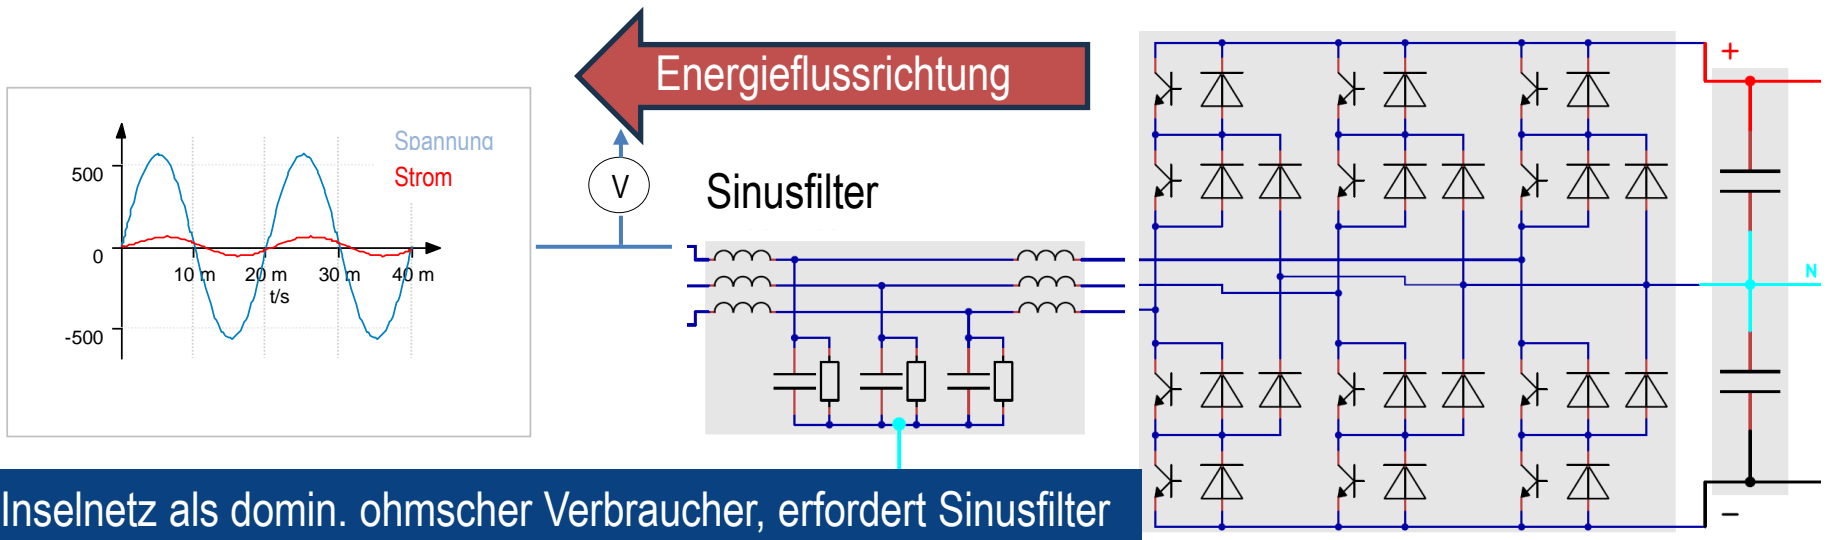 Energieflussrichtung
+
Spannung
Strom
500
0
-500
10 m
20 m
30 m
40 m
t/s
V
Sinusfilter
N
−
Inselnetz als domin. ohmscher Verbraucher, erfordert Sinusfilter